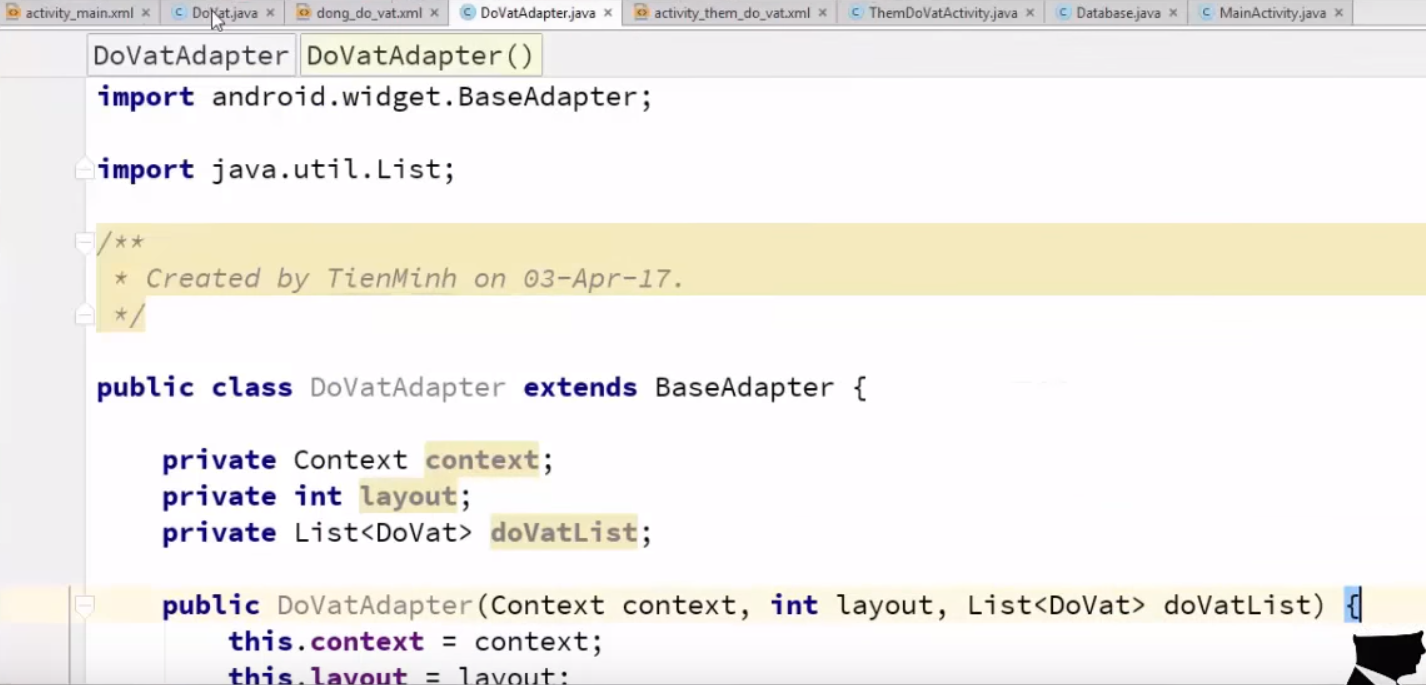 activity_main.xml DoVat.java dong_do_vat.xml DoVatAdapter.java activity_them_do_vat.xml ThemDoVatActivity.java Database.java MainActivity.java
DoVatAdapter DoVatAdapter()
import android.widget.BaseAdapter;
import java.util.List;
/**
* Created by TienMinh on 03-Apr-17.
*/
public class DoVatAdapter extends BaseAdapter {
private Context context;
private int layout;
private List<DoVat> doVatList;
public DoVatAdapter(Context context, int layout, List<DoVat> doVatList) {
this.context = context;
this.layout = layout;